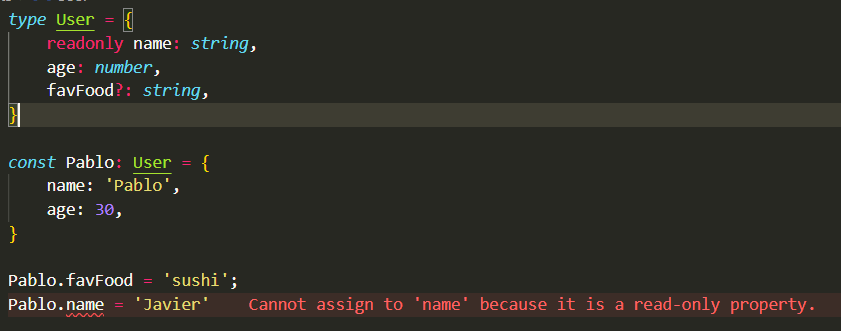 type User = {
    readonly name: string,
    age: number,
    favFood?: string,
}
const Pablo: User = {
    name: 'Pablo',
    age: 30,
}
Pablo.favFood = 'sushi';
Pablo.name = 'Javier'    Cannot assign to 'name' because it is a read-only property.